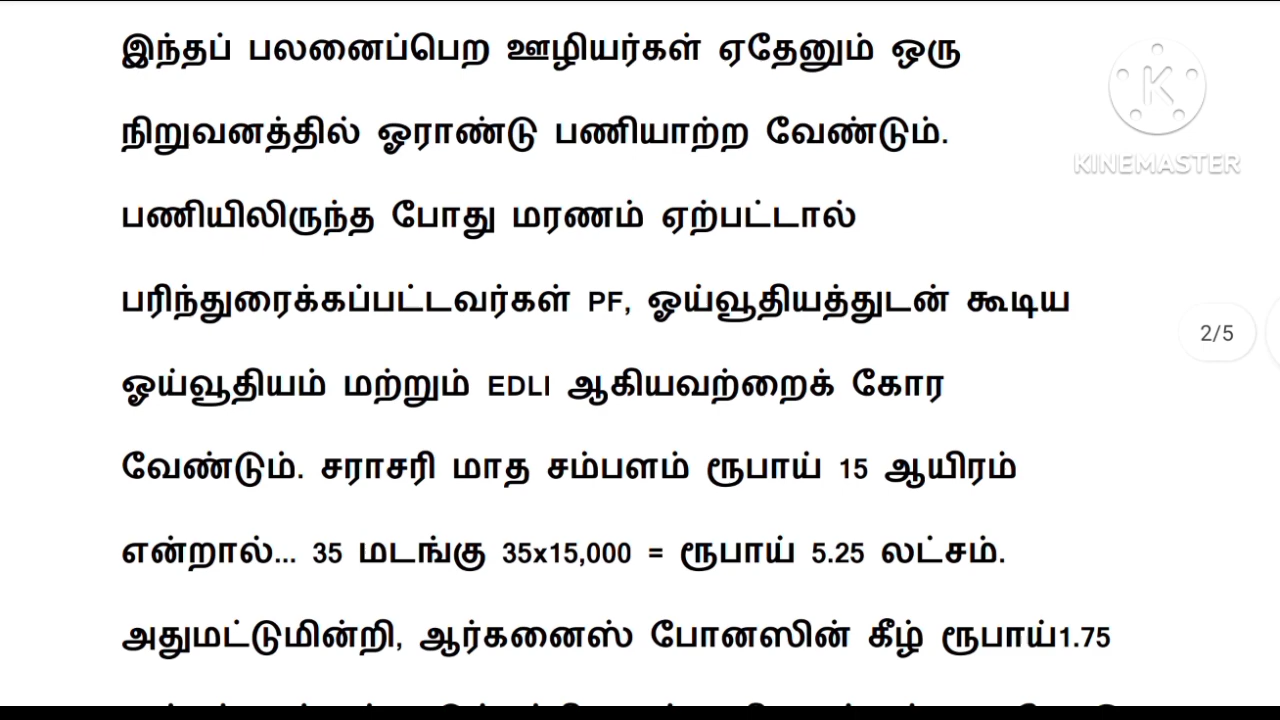 இந்தப் பலனைப்பெற ஊழியர்கள் ஏதேனும் ஒரு
நிறுவனத்தில் ஓராண்டு பணியாற்ற வேண்டும்.
பணியிலிருந்த போது மரணம் ஏற்பட்டால்
பரிந்துரைக்கப்பட்டவர்கள் PF, ஓய்வூதியத்துடன் கூடிய
ஓய்வூதியம் மற்றும் EDLI ஆகியவற்றைக் கோர
வேண்டும். சராசரி மாத சம்பளம் ரூபாய் 15 ஆயிரம்
என்றால்... 35 மடங்கு 35x15,000 = ரூபாய் 5.25 லட்சம்.
அதுமட்டுமின்றி, ஆர்கனைஸ் போனஸின் கீழ் ரூபாய்1.75
KINEMASTER
2/5